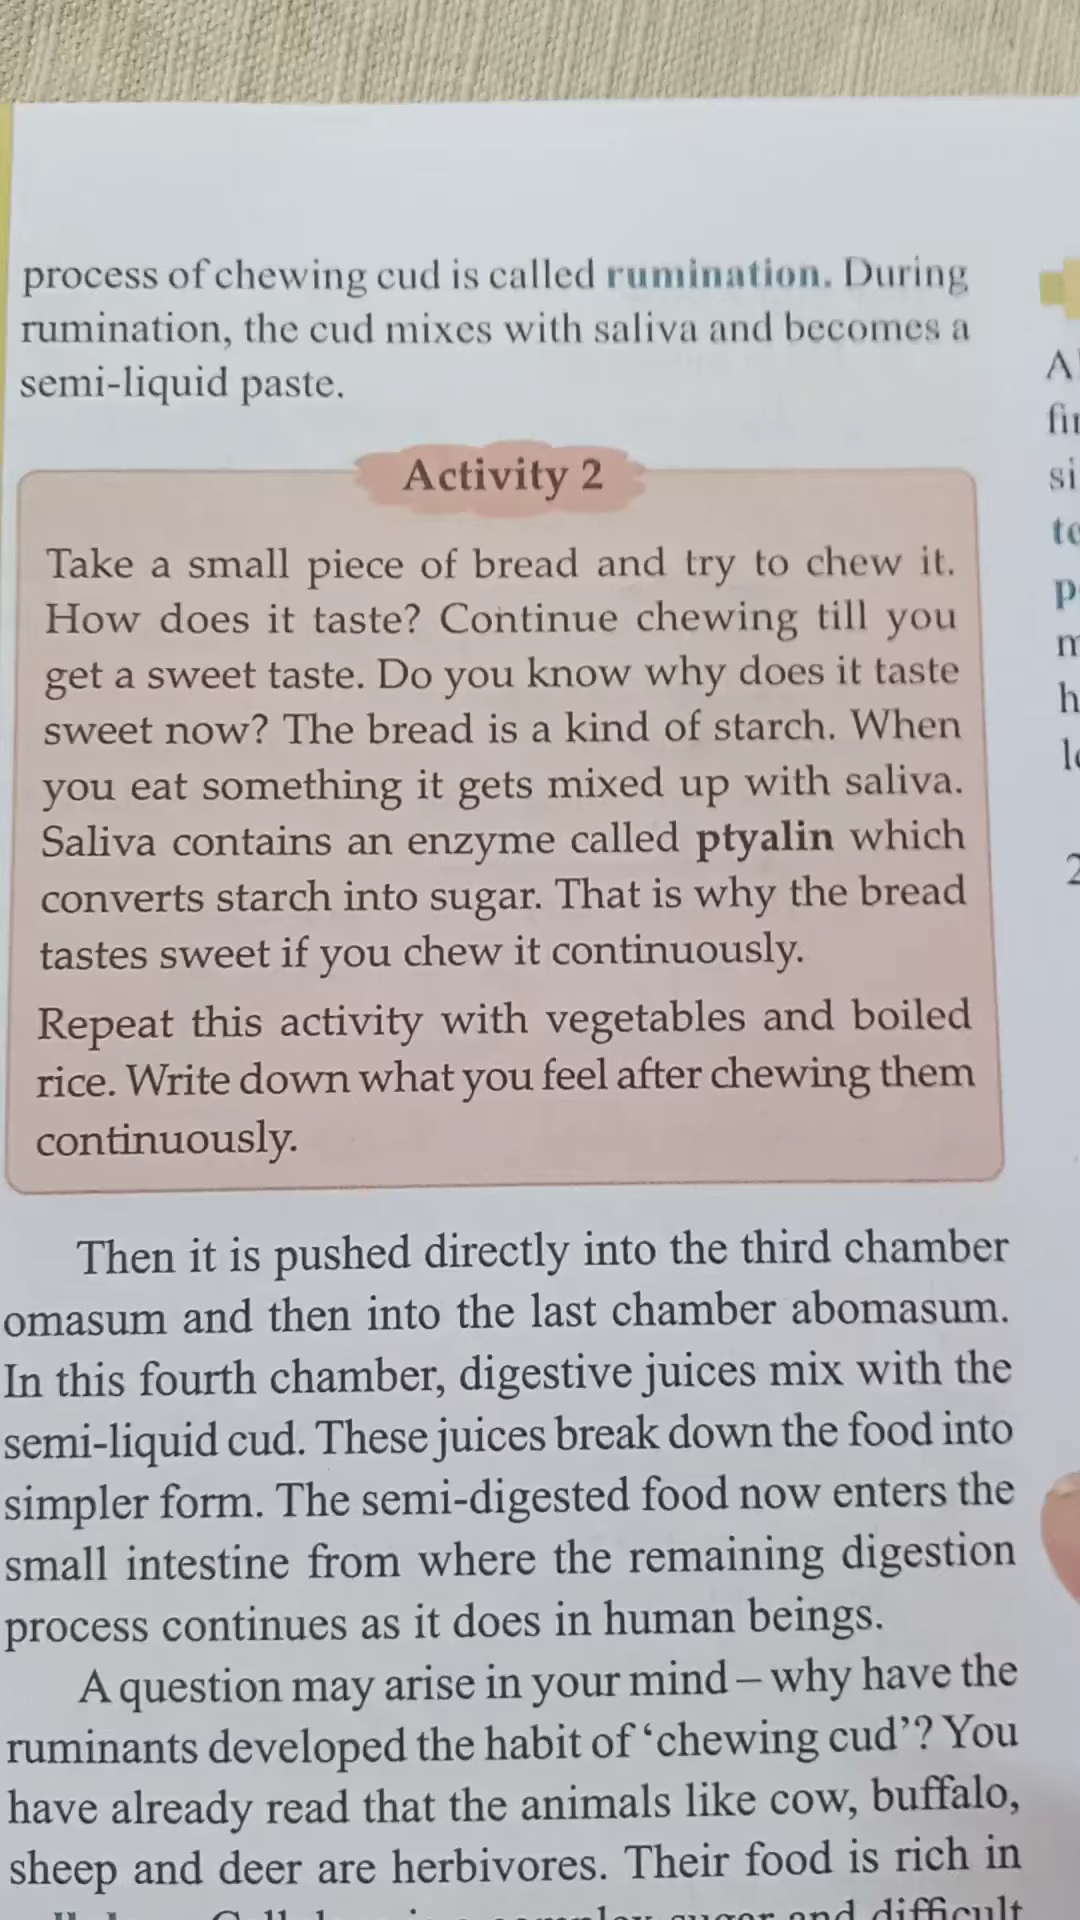 process of chewing cud is called rumination. During
rumination, the cud mixes with saliva and becomes a
semi-liquid paste.
Activity 2
Take a small piece of bread and try to chew it.
How does it taste? Continue chewing till you
get a sweet taste. Do you know why does it taste
sweet now? The bread is a kind of starch. When
you eat something it gets mixed up with saliva.
Saliva contains an enzyme called ptyalin which
converts starch into sugar. That is why the bread
tastes sweet if you chew it continuously.
Repeat this activity with vegetables and boiled
rice. Write down what you feel after chewing them
continuously.
Then it is pushed directly into the third chamber
omasum and then into the last chamber abomasum.
In this fourth chamber, digestive juices mix with the
semi-liquid cud. These juices break down the food into
simpler form. The semi-digested food now enters the
small intestine from where the remaining digestion
process continues as it does in human beings.
A question may arise in your mind – why have the
ruminants developed the habit of ‘chewing cud’? You
have already read that the animals like cow, buffalo,
sheep and deer are herbivores. Their food is rich in
sugar and difficult